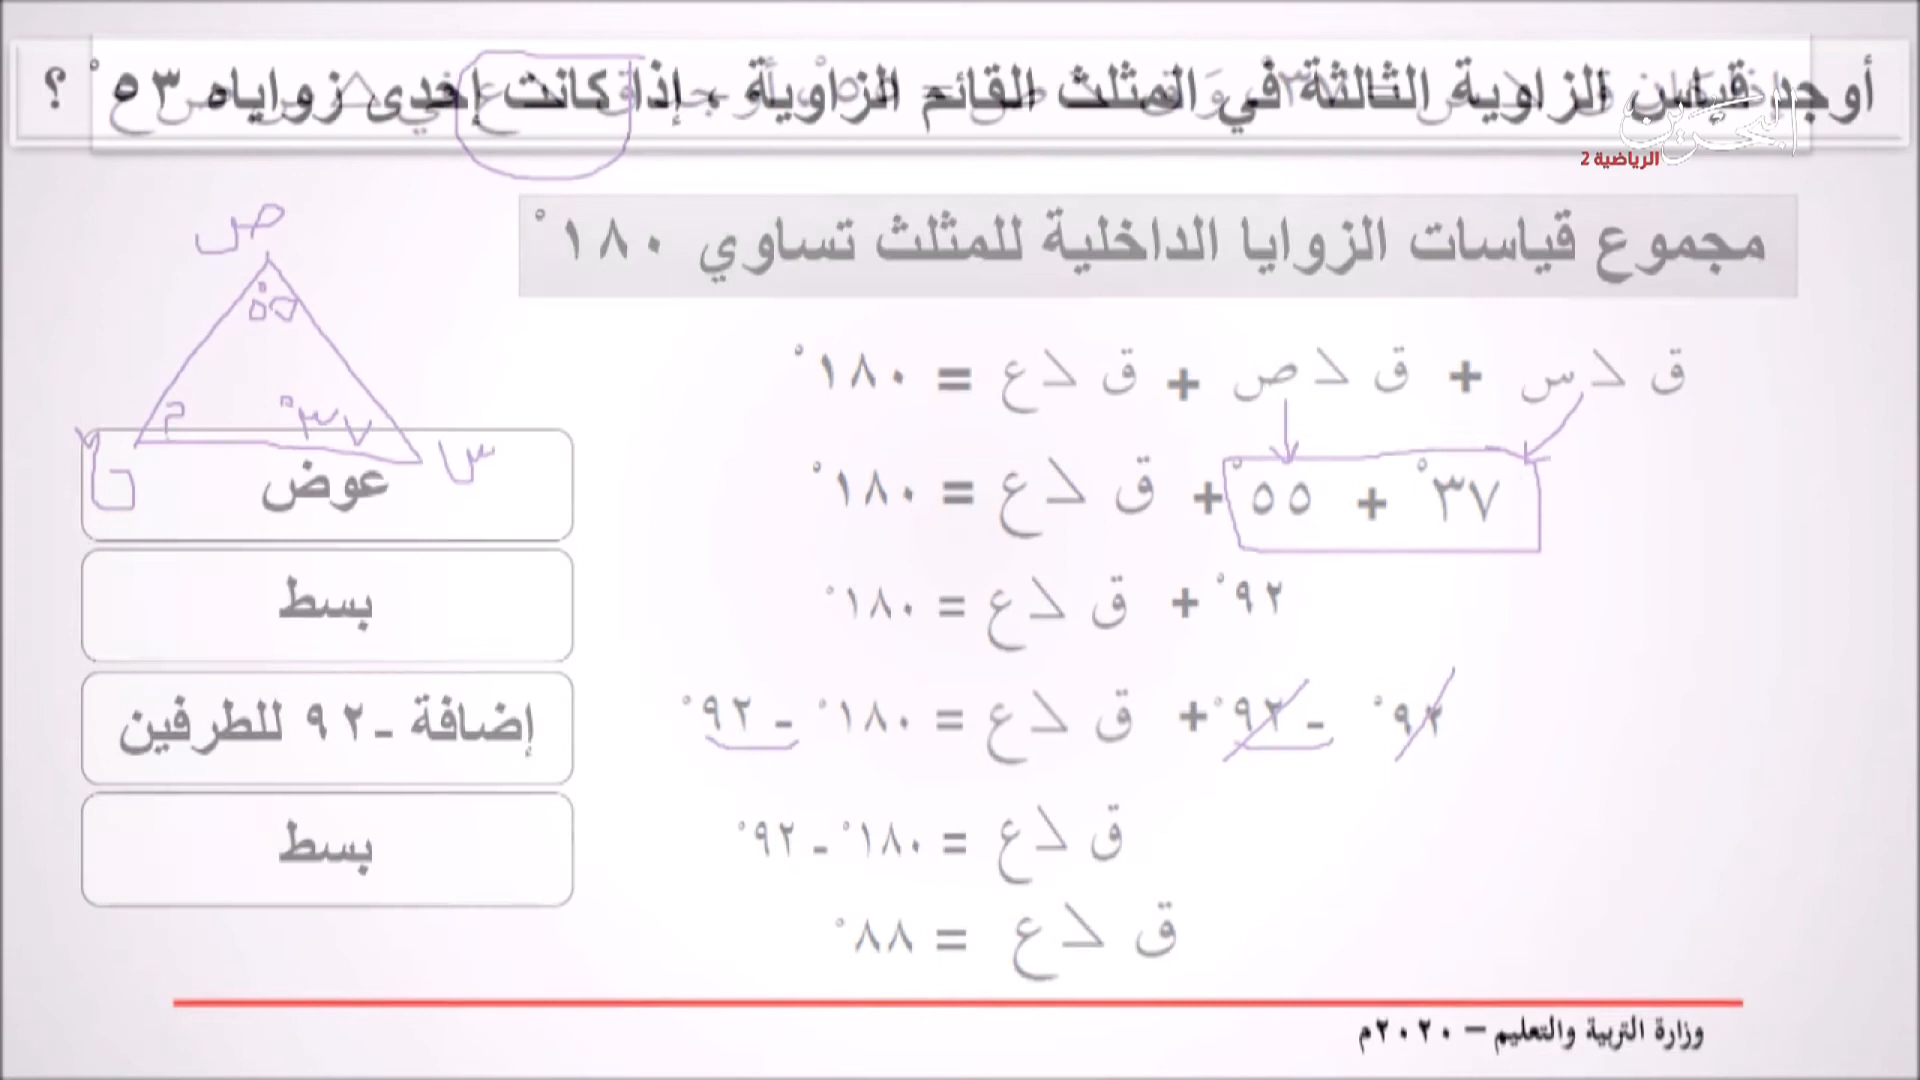 أوجد قياس الزاوية الثالثة في المثلث القائم الزاوية ، إذا كانت إحدى زواياه ٥٣ ° ؟
البحرين
الرياضية 2
مجموع قياسات الزوايا الداخلية للمثلث تساوي ١٨٠ °
ص
٥٥°
؟ ٣٧°
ع س
ق ∠ س + ق ∠ ص + ق ∠ ع = ١٨٠ °
٣٧ ° + ٥٥ ° + ق ∠ ع = ١٨٠ °
عوض
٩٢ ° + ق ∠ ع = ١٨٠ °
بسط
٩٢ ° - ٩٢ ° + ق ∠ ع = ١٨٠ ° - ٩٢ °
إضافة -٩٢ للطرفين
ق ∠ ع = ١٨٠ ° - ٩٢ °
بسط
ق ∠ ع = ٨٨ °
وزارة التربية والتعليم – ٢٠٢٠م